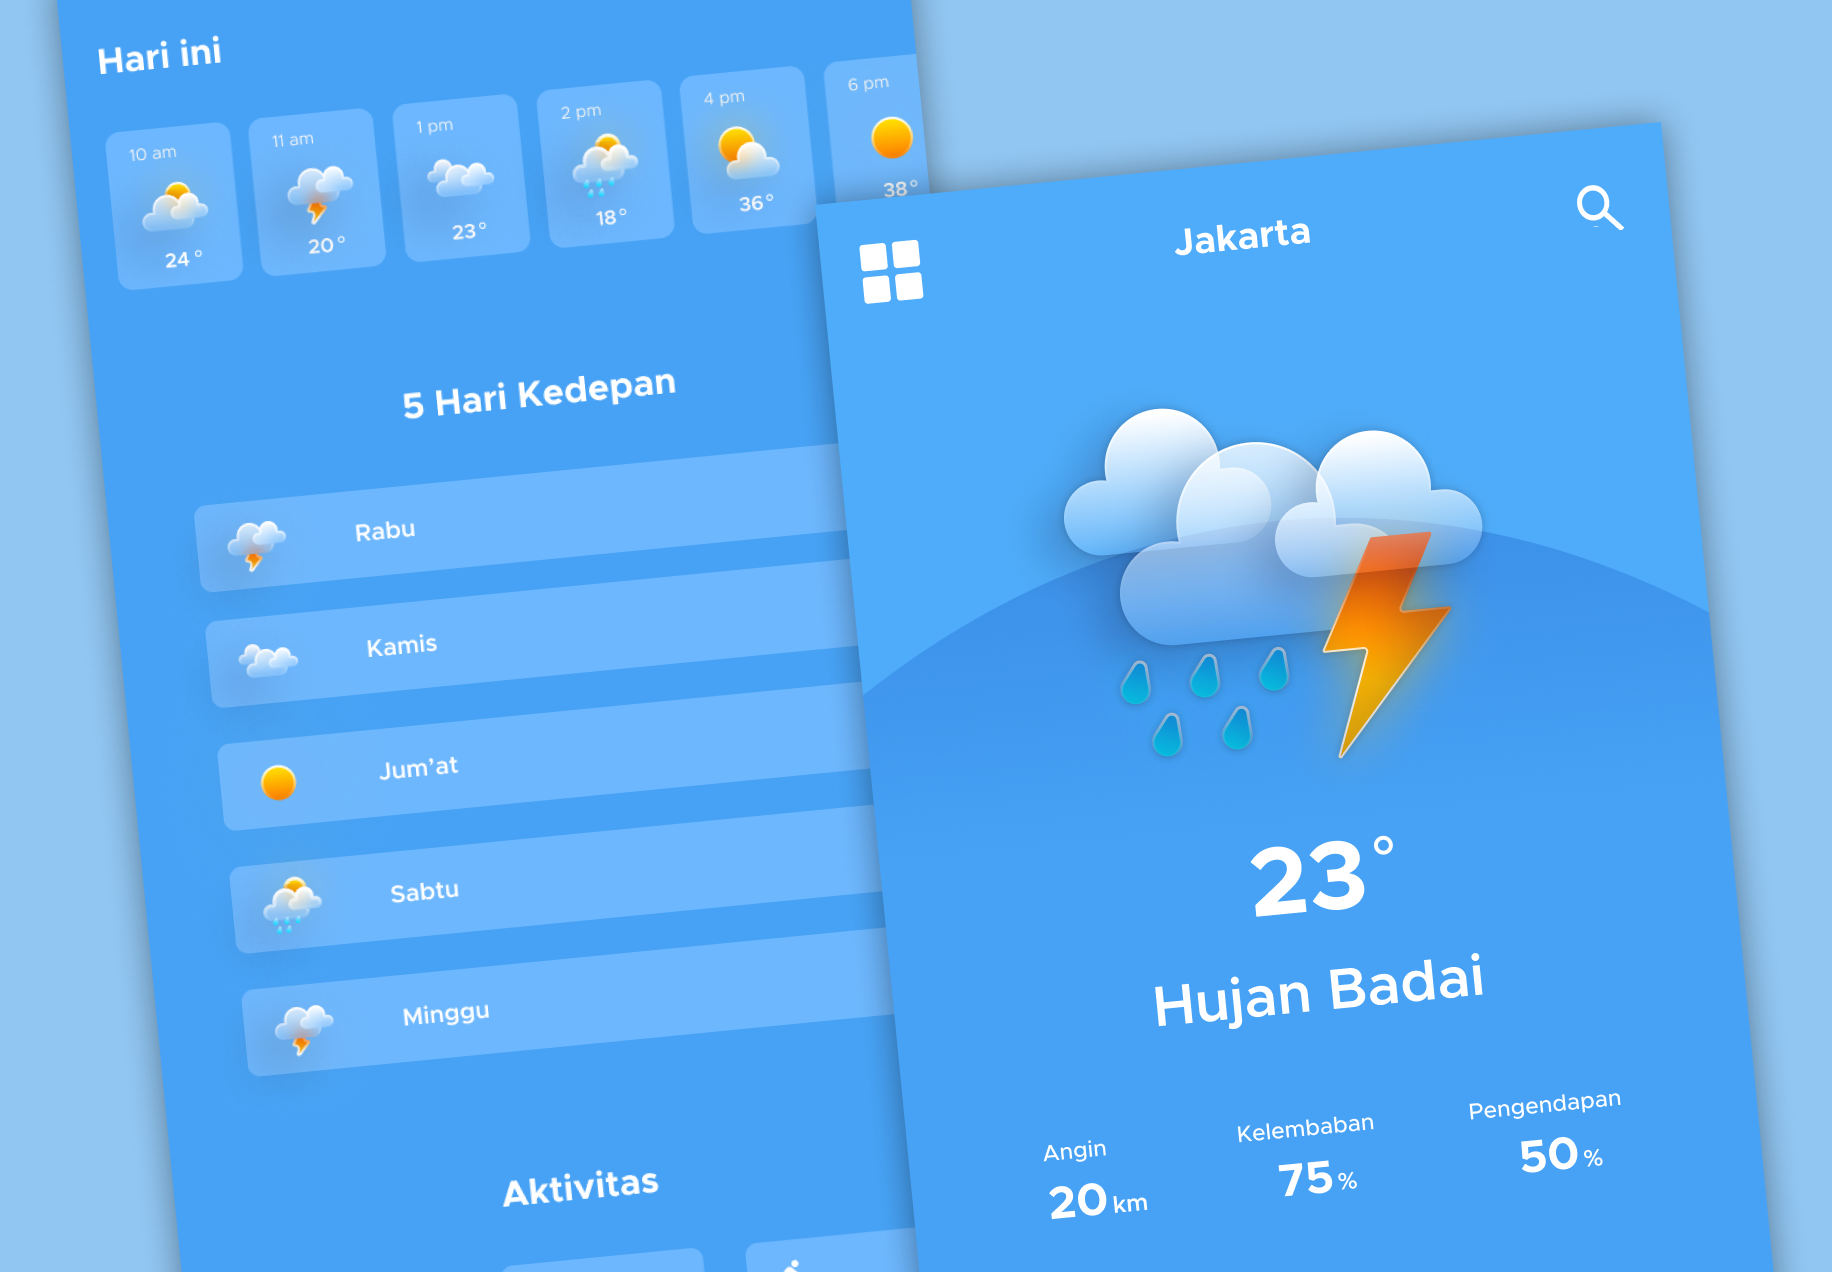 Hari ini
10 am
24°
11 am
20°
1 pm
23°
2 pm
18°
4 pm
36°
6 pm
38°
5 Hari Kedepan
Rabu
Kamis
Jum’at
Sabtu
Minggu
Aktivitas
Jakarta
23°
Hujan Badai
Angin
20 km
Kelembaban
75 %
Pengendapan
50 %